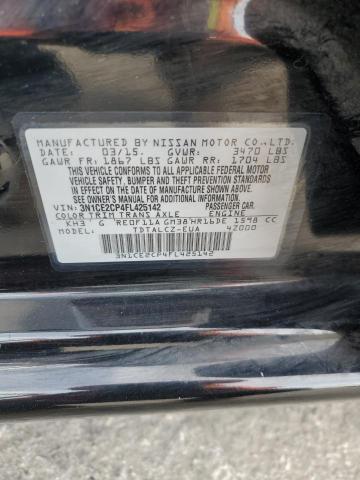 MANUFACTURED BY NISSAN MOTOR CO., LTD.
DATE: 03/15. GVWR: 3470 LBS
GAWR FR: 1867 LBS GAWR RR: 1704 LBS
THIS VEHICLE CONFORMS TO ALL APPLICABLE FEDERAL MOTOR
VEHICLE SAFETY, BUMPER AND THEFT PREVENTION STANDARDS
IN EFFECT ON THE DATE OF MANUFACTURE SHOWN ABOVE.
SEE OWNER'S MANUAL FOR ADDITIONAL INFORMATION.
PASSENGER CAR
VIN: 3N1CE2CP4FL425142
COLOR TRIM TRANS AXLE ENGINE
KH3 G RE0F11A GM38 HR16DE 1598 CC
TDTALCZ-EUA 4Z000
3N1CE2CP4FL425142